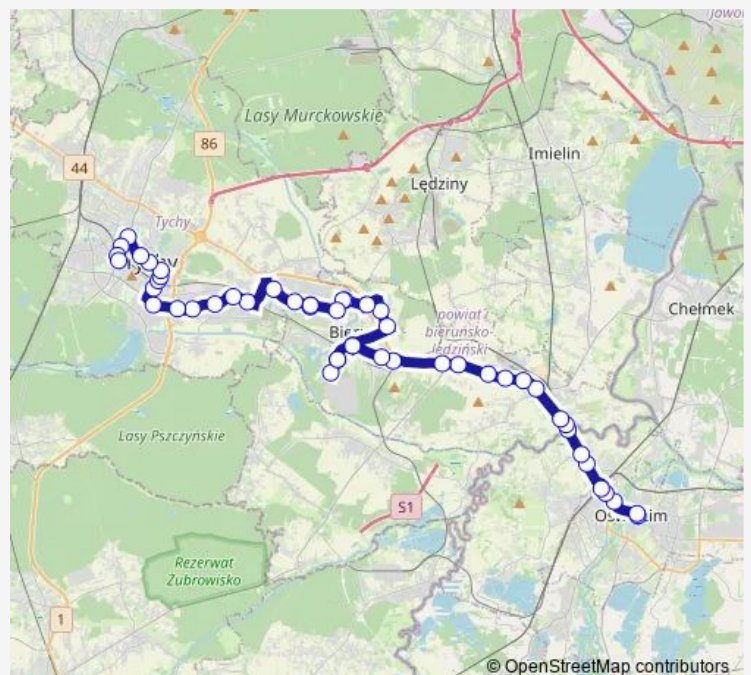 Lasy Murckowskie
86
44
Imielin
Lędziny
Tychy
powiat
bieruńsko-
lędziński
Chełmek
Lasy Pszczyńskie
S1
Rezerwat
Żubrowisko
1
© OpenStreetMap contributors